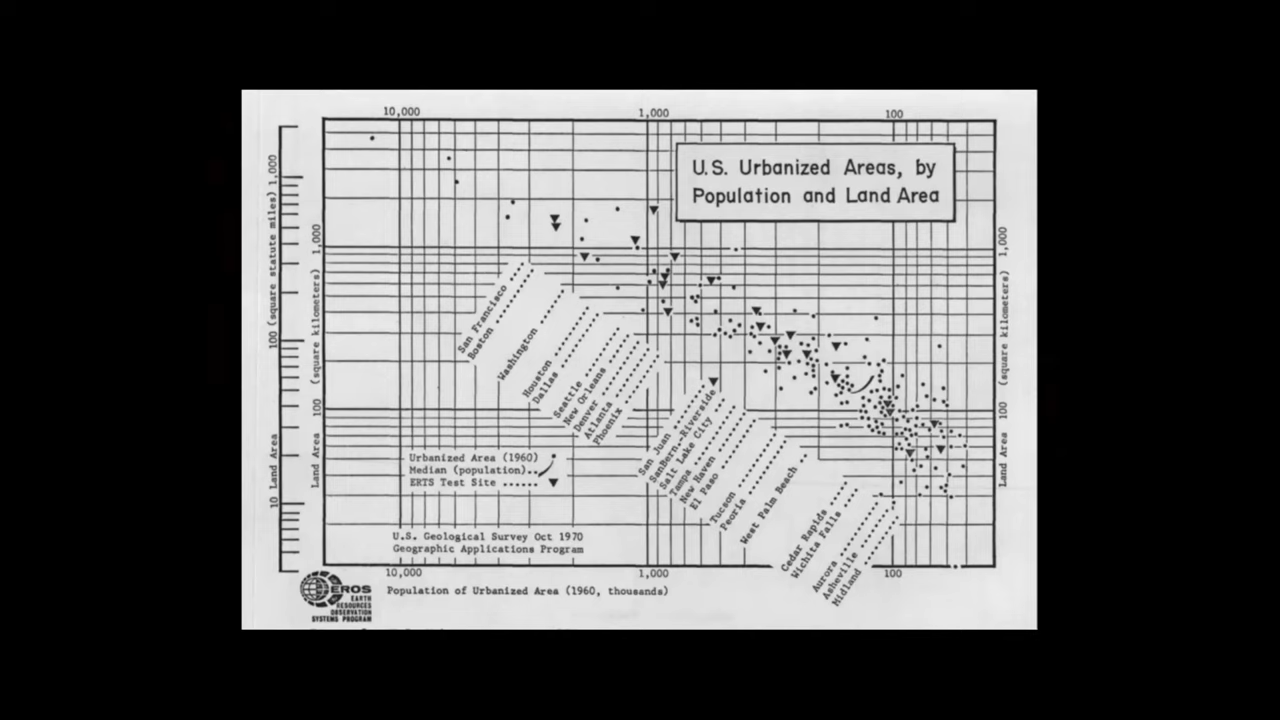 10,000
1,000
100
U.S. Urbanized Areas, by
Population and Land Area
1,000
100
10 Land Area
(square statute miles)
1,000
(square kilometers)
100
Land Area
1,000
(square kilometers)
100
Land Area
San Francisco
Boston
Washington
Houston
Dallas
Seattle
New Orleans
Denver
Atlanta
Phoenix
San Juan
SanBern.-Riverside
Salt Lake City
Tampa
New Haven
El Paso
Tucson
Peoria
West Palm Beach
Cedar Rapids
Wichita Falls
Aurora
Asheville
Midland
Urbanized Area (1960)
Median (population)..
ERTS Test Site ......
U.S. Geological Survey Oct 1970
Geographic Applications Program
10,000
1,000
100
Population of Urbanized Area (1960, thousands)
EROS
EARTH
RESOURCES
OBSERVATION
SYSTEMS PROGRAM